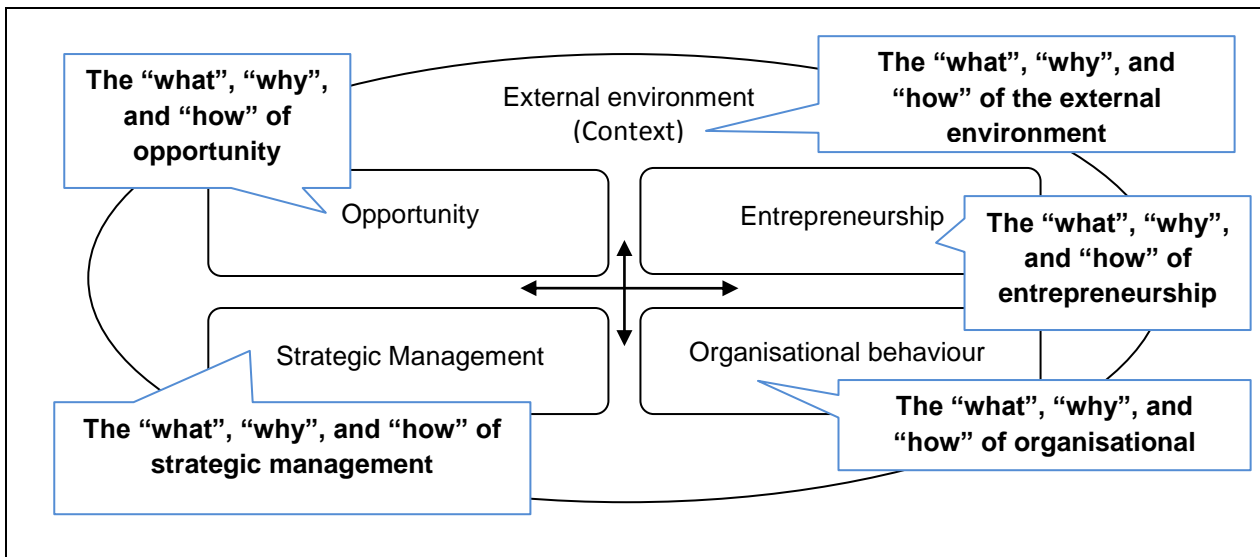 The “what”, “why”,
and “how” of
opportunity
External environment
(Context)
The “what”, “why”, and
“how” of the external
environment
Opportunity
Entrepreneurship
The “what”, “why”,
and “how” of
entrepreneurship
Strategic Management
Organisational behaviour
The “what”, “why”, and “how” of
strategic management
The “what”, “why”, and
“how” of organisational